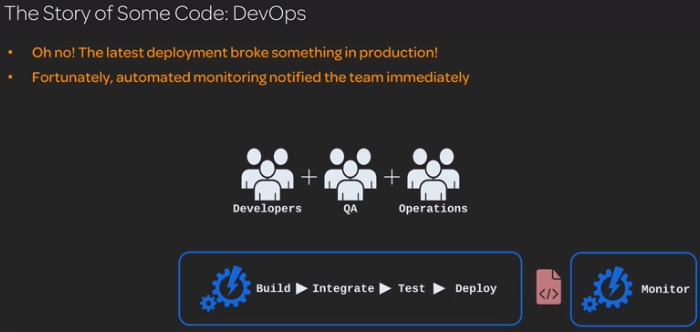 The Story of Some Code: DevOps
• Oh no! The latest deployment broke something in production!
• Fortunately, automated monitoring notified the team immediately
+ +
Developers QA Operations
Build ▶ Integrate ▶ Test ▶ Deploy </> Monitor